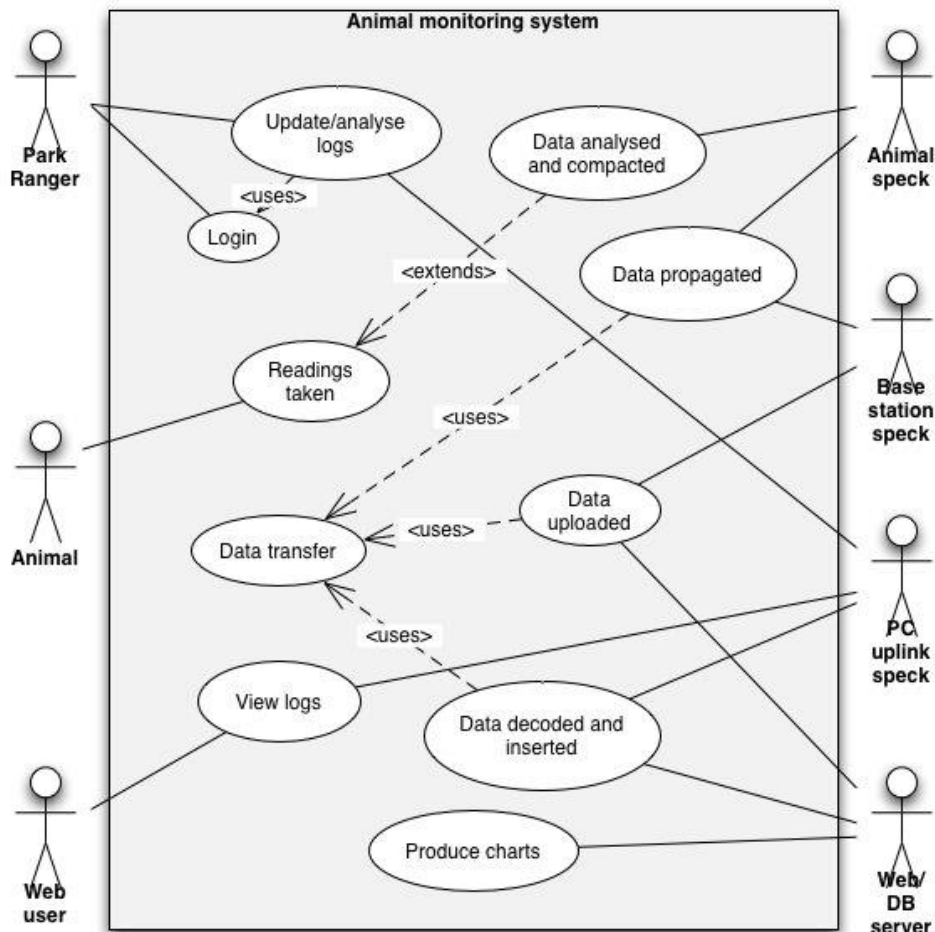 Animal monitoring system
Park
Ranger
Update/analyse
logs
Data analysed
and compacted
Animal
speck
<uses>
Login
<extends>
Data propagated
Readings
taken
Base
station
speck
<uses>
Animal
Data transfer
<uses>
Data
uploaded
PC
uplink
speck
<uses>
View logs
Data decoded and
inserted
Produce charts
Web
user
Web/
DB
server